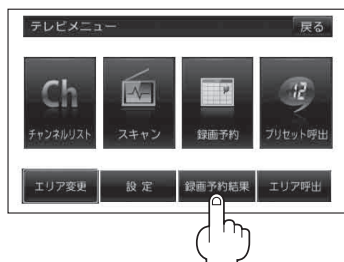 テレビメニュー 戻る
Ch
12
チャンネルリスト スキャン 録画予約 プリセット呼出
エリア変更 設定 録画予約結果 エリア呼出